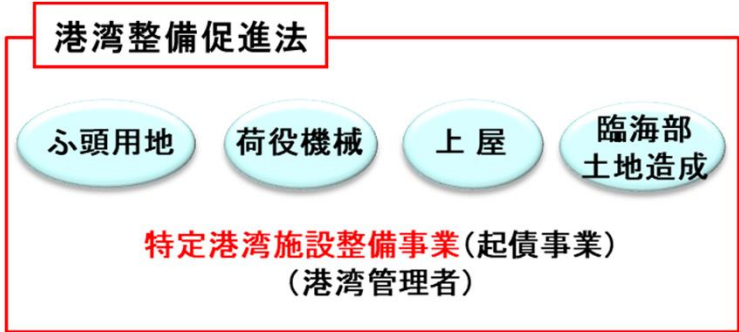 港湾整備促進法
ふ頭用地
荷役機械
上屋
臨海部
土地造成
特定港湾施設整備事業(起債事業)
(港湾管理者)